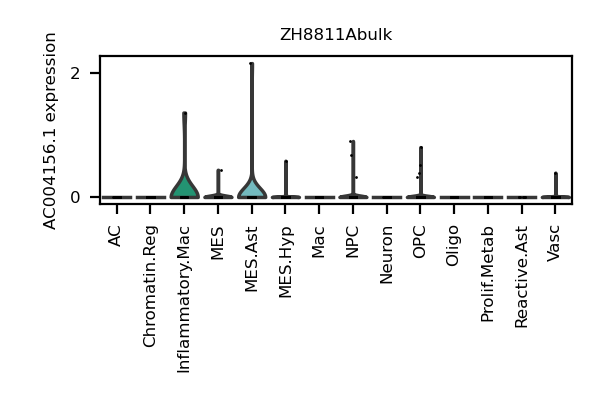 ZH8811Abulk
AC004156.1 expression
2
0
AC
Chromatin.Reg
Inflammatory.Mac
MES
MES.Ast
MES.Hyp
Mac
NPC
Neuron
OPC
Oligo
Prolif.Metab
Reactive.Ast
Vasc